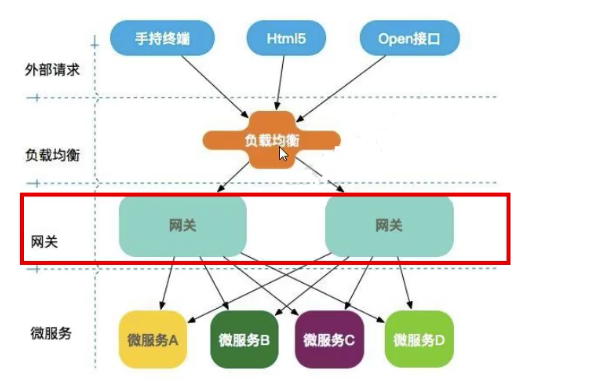 手持终端
Html5
Open接口
外部请求
负载均衡
负载均衡
网关
网关
网关
微服务
微服务A
微服务B
微服务C
微服务D